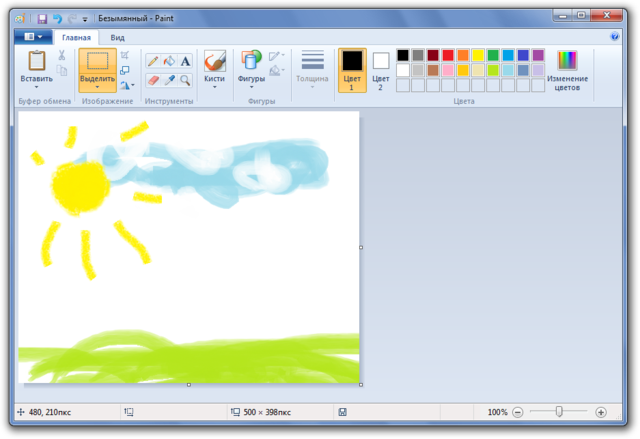 Безымянный - Paint
Главная
Вид
Вставить
Выделить
A
Кисти
Фигуры
Толщина
Цвет
1
Цвет
2
Изменение
цветов
Буфер обмена
Изображение
Инструменты
Фигуры
Цвета
480, 210пкс
500 × 398пкс
100%